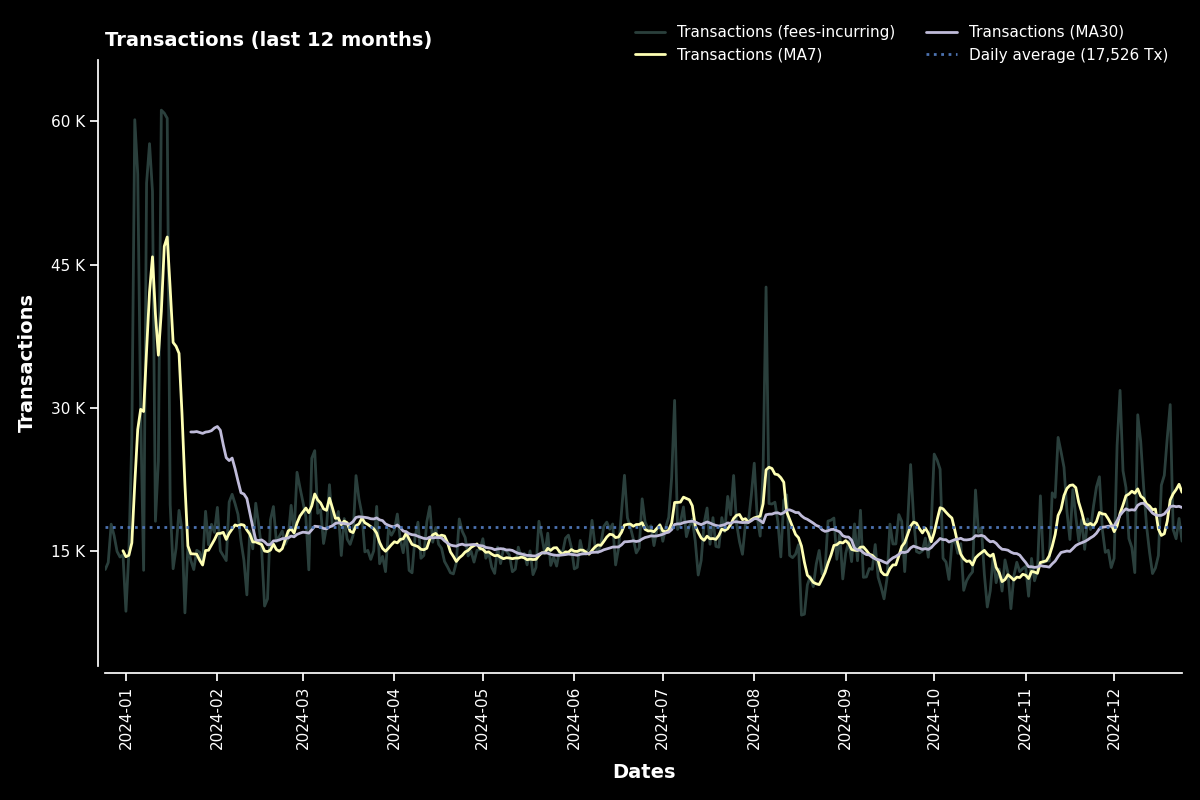 Transactions (last 12 months)
Transactions (fees-incurring)
Transactions (MA7)
Transactions (MA30)
Daily average (17,526 Tx)
Transactions
60 K
45 K
30 K
15 K
2024-01
2024-02
2024-03
2024-04
2024-05
2024-06
2024-07
2024-08
2024-09
2024-10
2024-11
2024-12
Dates